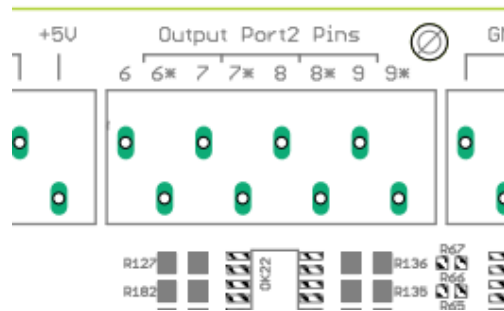 +5V
Output Port2 Pins
6 6* 7 7* 8 8* 9 9*
R127
R182
OK22
R136
R135
R67
R66
R65